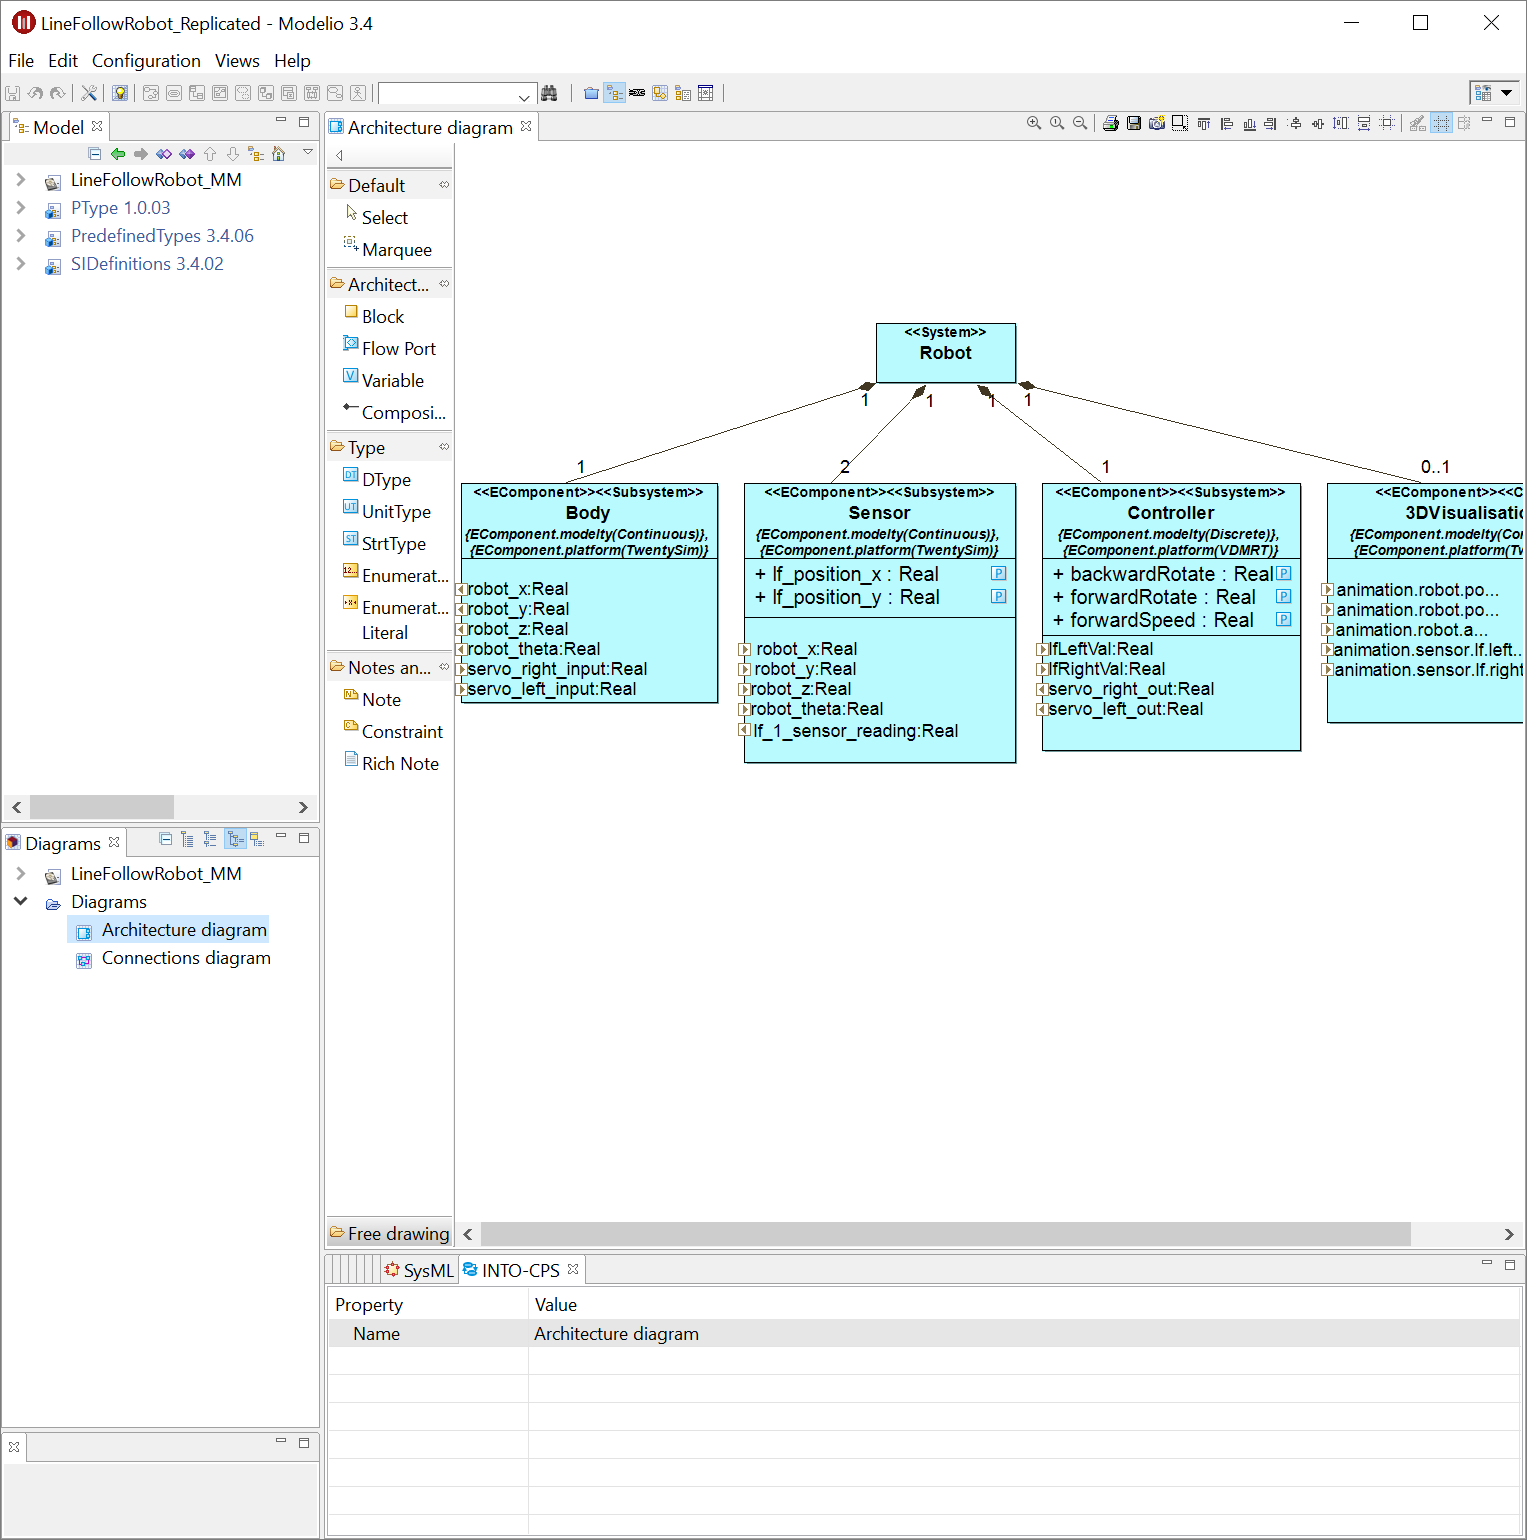 LineFollowRobot_Replicated - Modelio 3.4
File Edit Configuration Views Help
Model
LineFollowRobot_MM
PType 1.0.03
PredefinedTypes 3.4.06
SIDefinitions 3.4.02
Diagrams
LineFollowRobot_MM
Diagrams
Architecture diagram
Connections diagram
Architecture diagram
Default
Select
Marquee
Architect...
Block
Flow Port
Variable
Composi...
Type
DType
UnitType
StrtType
Enumerat...
Enumerat...
Literal
Notes an...
Note
Constraint
Rich Note
Free drawing
<<System>>
Robot
1 1 1 1
1 2 1 0..1
<<EComponent>><<Subsystem>>
Body
{EComponent.modelty(Continuous)},
{EComponent.platform(TwentySim)}
robot_x:Real
robot_y:Real
robot_z:Real
robot_theta:Real
servo_right_input:Real
servo_left_input:Real
<<EComponent>><<Subsystem>>
Sensor
{EComponent.modelty(Continuous)},
{EComponent.platform(TwentySim)}
+ lf_position_x : Real P
+ lf_position_y : Real P
robot_x:Real
robot_y:Real
robot_z:Real
robot_theta:Real
lf_1_sensor_reading:Real
<<EComponent>><<Subsystem>>
Controller
{EComponent.modelty(Discrete)},
{EComponent.platform(VDMRT)}
+ backwardRotate : Real P
+ forwardRotate : Real P
+ forwardSpeed : Real P
lfLeftVal:Real
lfRightVal:Real
servo_right_out:Real
servo_left_out:Real
<<EComponent>><<C
3DVisualisatio
{EComponent.modelty(Co
{EComponent.platform(Tw
animation.robot.po...
animation.robot.po...
animation.robot.a...
animation.sensor.lf.left...
animation.sensor.lf.right
SysML INTO-CPS
Property Value
Name Architecture diagram